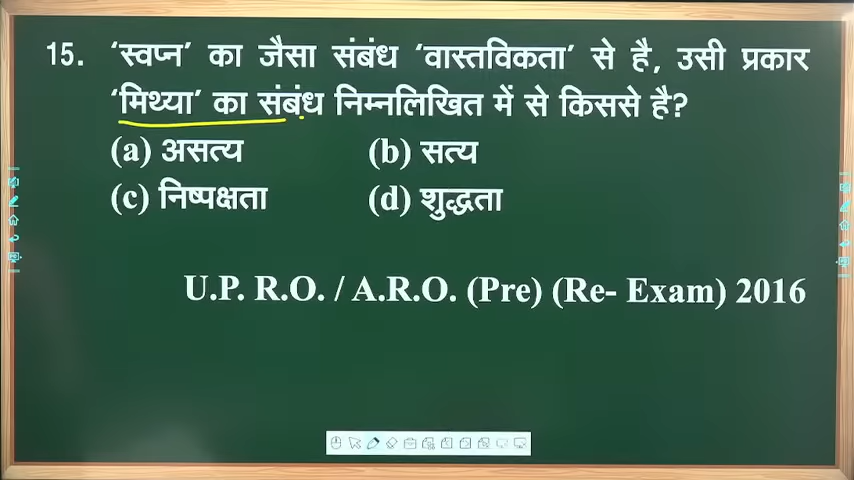 15. ‘स्वप्न’ का जैसा संबंध ‘वास्तविकता’ से है, उसी प्रकार
‘मिथ्या’ का संबंध निम्नलिखित में से किससे है?
(a) असत्य (b) सत्य
(c) निष्पक्षता (d) शुद्धता
U.P. R.O. / A.R.O. (Pre) (Re- Exam) 2016